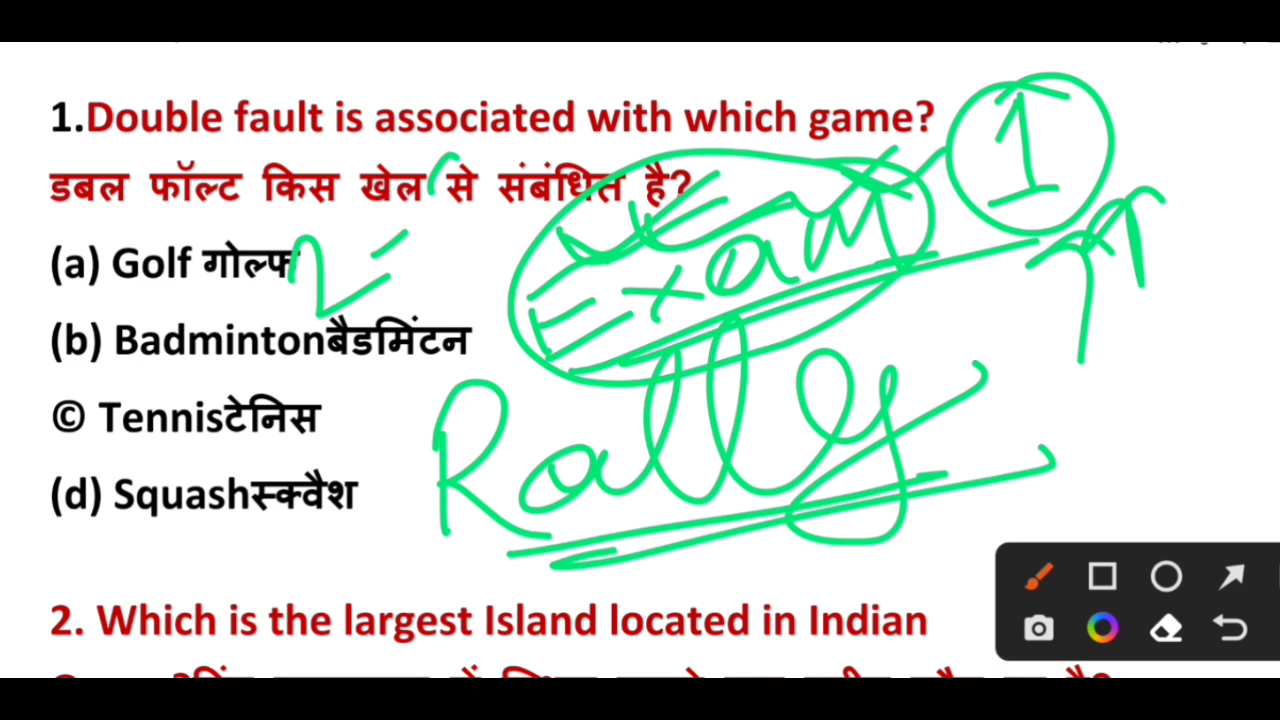 1.Double fault is associated with which game?
डबल फॉल्ट किस खेल से संबंधित है?
Exam
1
(a) Golf गोल्फ
(b) Badmintonबैडमिंटन
Rally
© Tennisटेनिस
(d) Squashस्क्वैश
2. Which is the largest Island located in Indian